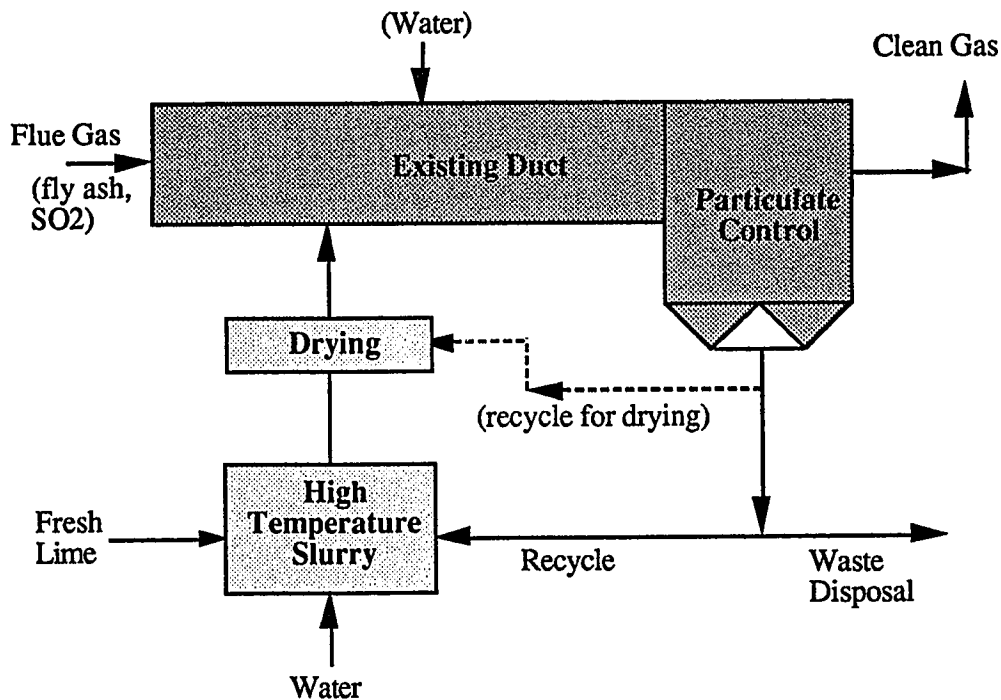 (Water)
Clean Gas
Flue Gas
(fly ash,
SO2)
Existing Duct
Particulate
Control
Drying
(recycle for drying)
High
Temperature
Slurry
Fresh
Lime
Recycle
Waste
Disposal
Water